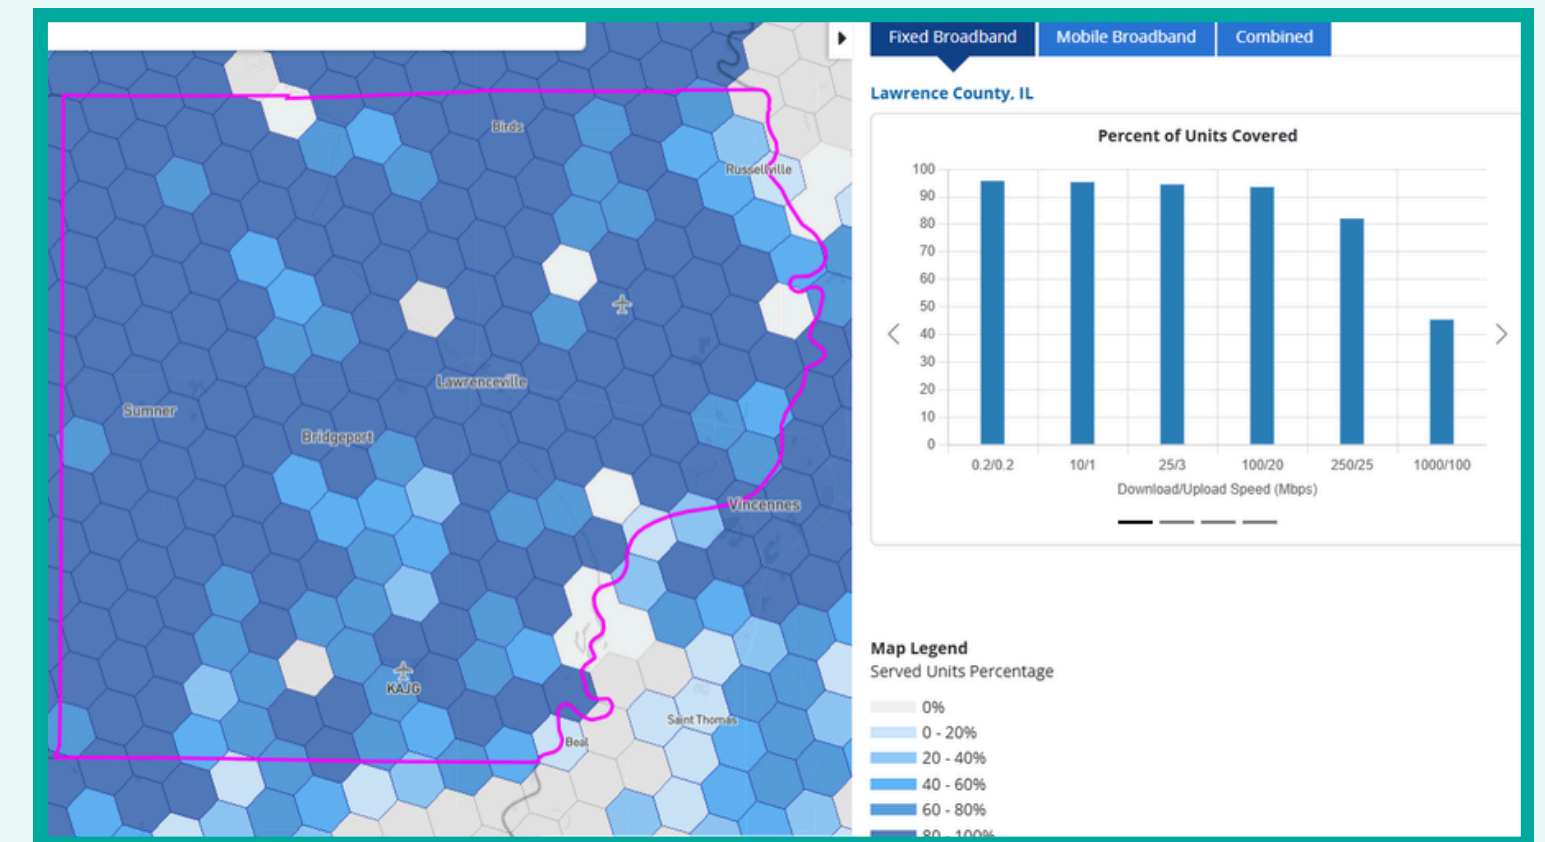 Fixed Broadband
Mobile Broadband
Combined
Lawrence County, IL
Percent of Units Covered
100
90
80
70
60
50
40
30
20
10
0
0.2/0.2
10/1
25/3
100/20
250/25
1000/100
Download/Upload Speed (Mbps)
Map Legend
Served Units Percentage
0%
0 - 20%
20 - 40%
40 - 60%
60 - 80%
80 - 100%
Birds
Russellville
Lawrenceville
Sumner
Bridgeport
Vincennes
KAJG
Saint Thomas
Beal